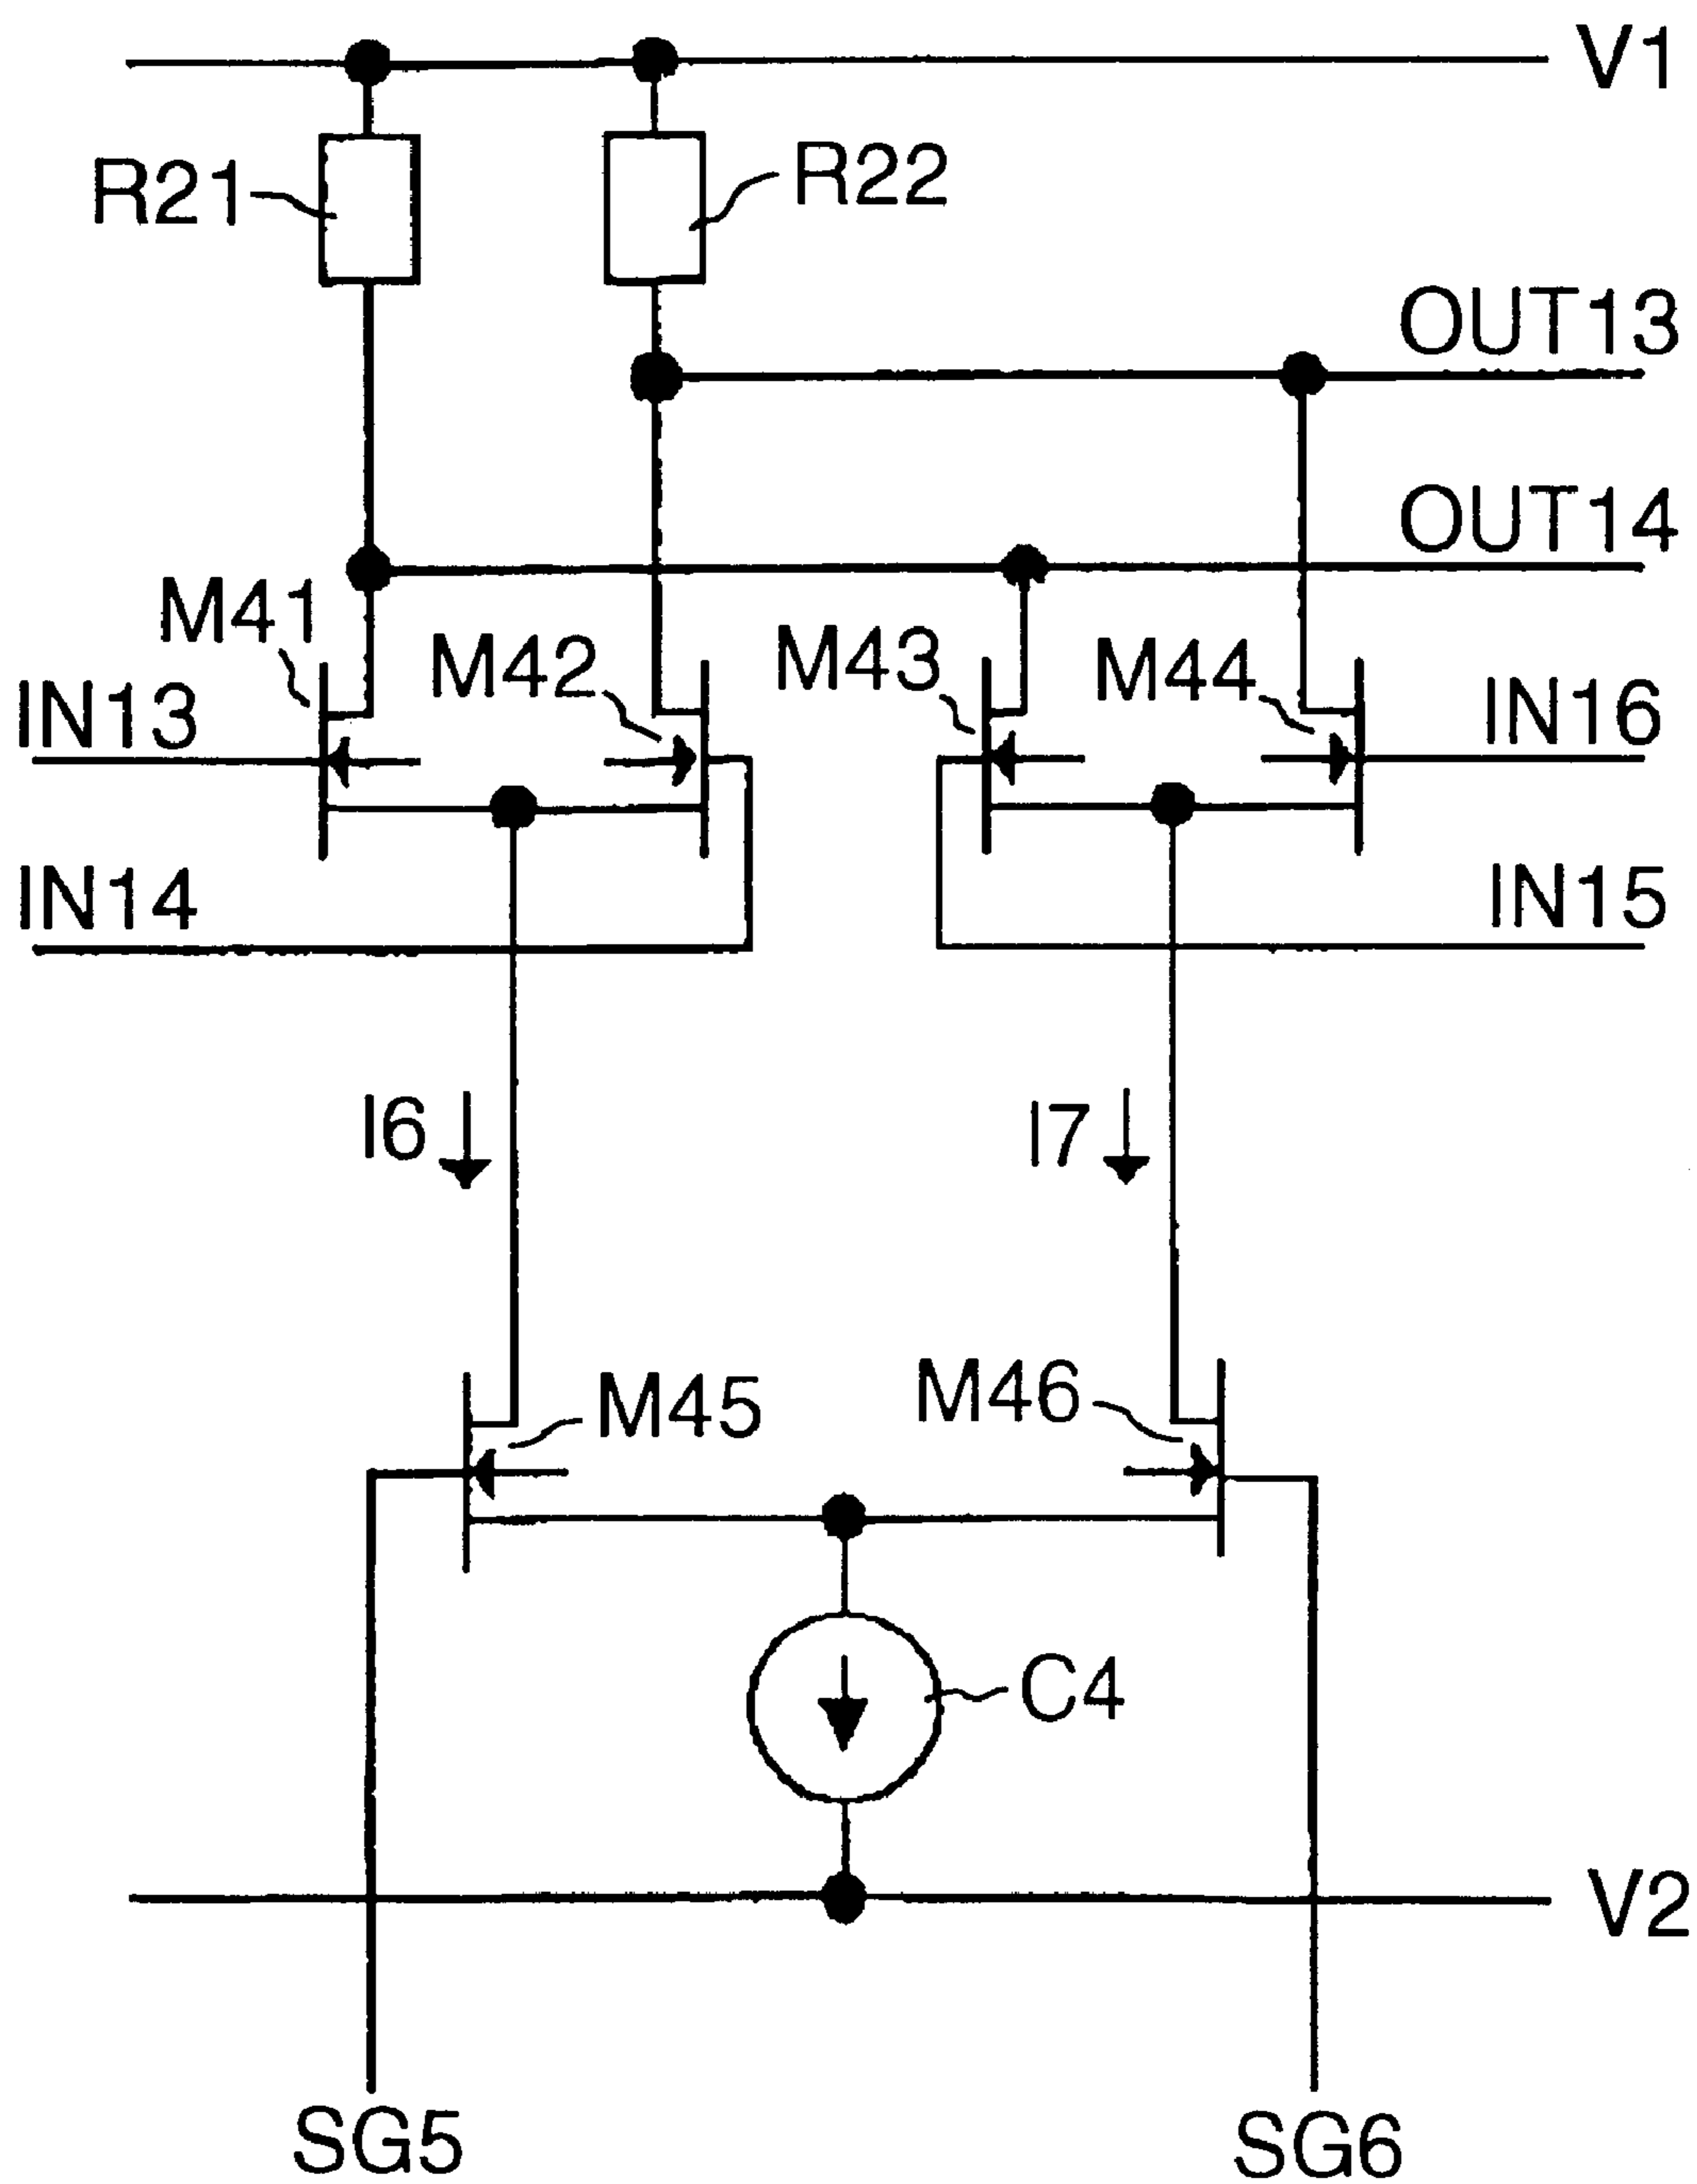 V1
R21
R22
OUT13
OUT14
M41
M42
M43
M44
IN13
IN16
IN14
IN15
I6
I7
M45
M46
C4
V2
SG5
SG6